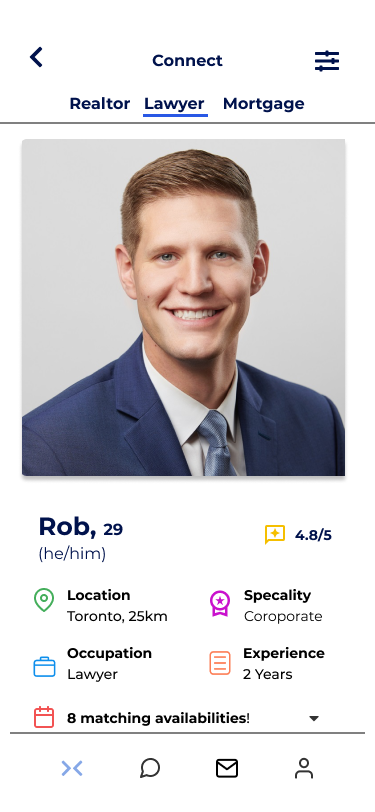 Connect
Realtor Lawyer Mortgage
Rob, 29
(he/him)
4.8/5
Location
Toronto, 25km
Specality
Coroporate
Occupation
Lawyer
Experience
2 Years
8 matching availabilities!